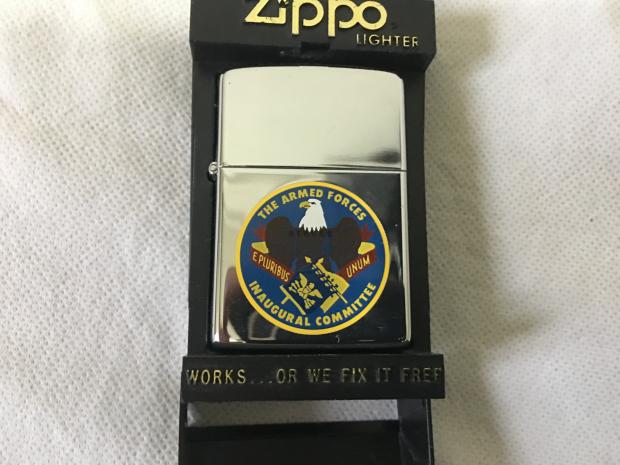 Zippo
LIGHTER
THE ARMED FORCES
E PLURIBUS UNUM
INAUGURAL COMMITTEE
WORKS...OR WE FIX IT FREE